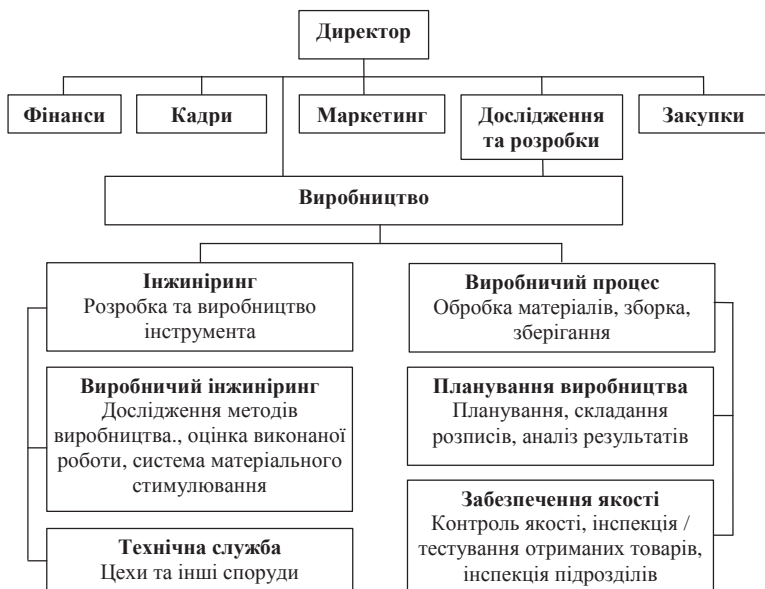 Директор
Фінанси
Кадри
Маркетинг
Дослідження
та розробки
Закупки
Виробництво
Інжиніринг
Розробка та виробництво
інструмента
Виробничий інжиніринг
Дослідження методів
виробництва., оцінка виконаної
роботи, система матеріального
стимулювання
Технічна служба
Цехи та інші споруди
Виробничий процес
Обробка матеріалів, зборка,
зберігання
Планування виробництва
Планування, складання
розписів, аналіз результатів
Забезпечення якості
Контроль якості, інспекція /
тестування отриманих товарів,
інспекція підрозділів